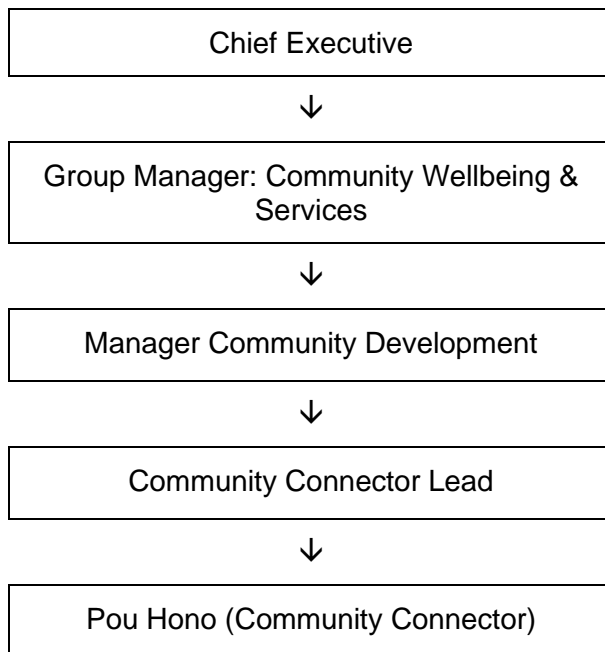 Chief Executive
↓
Group Manager: Community Wellbeing &
Services
↓
Manager Community Development
↓
Community Connector Lead
↓
Pou Hono (Community Connector)